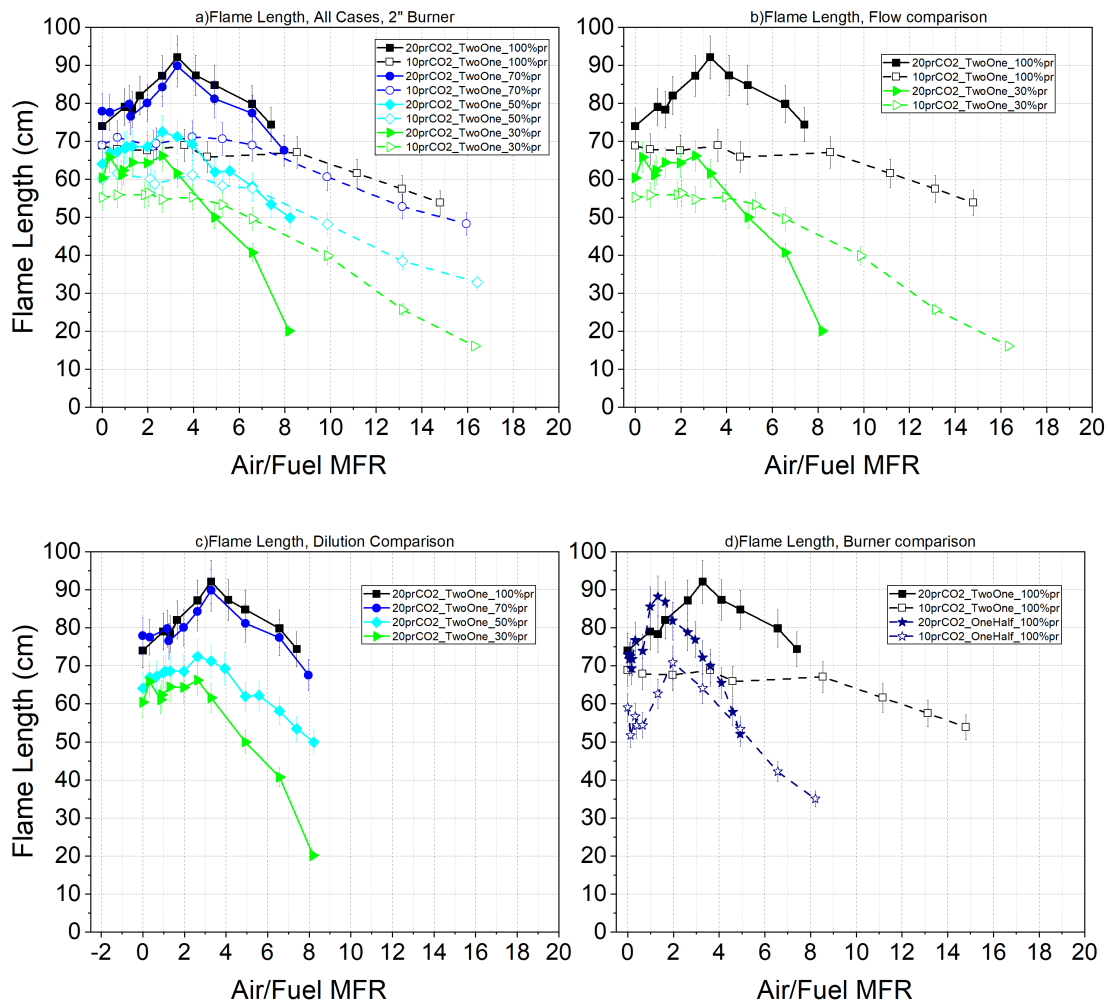 a)Flame Length, All Cases, 2" Burner
20prCO2_TwoOne_100%pr
10prCO2_TwoOne_100%pr
20prCO2_TwoOne_70%pr
10prCO2_TwoOne_70%pr
20prCO2_TwoOne_50%pr
10prCO2_TwoOne_50%pr
20prCO2_TwoOne_30%pr
10prCO2_TwoOne_30%pr
100
90
80
70
60
50
40
30
20
10
0
Flame Length (cm)
0 2 4 6 8 10 12 14 16 18 20
Air/Fuel MFR
b)Flame Length, Flow comparison
20prCO2_TwoOne_100%pr
10prCO2_TwoOne_100%pr
20prCO2_TwoOne_30%pr
10prCO2_TwoOne_30%pr
100
90
80
70
60
50
40
30
20
10
0
0 2 4 6 8 10 12 14 16 18 20
Air/Fuel MFR
c)Flame Length, Dilution Comparison
20prCO2_TwoOne_100%pr
20prCO2_TwoOne_70%pr
20prCO2_TwoOne_50%pr
20prCO2_TwoOne_30%pr
100
90
80
70
60
50
40
30
20
10
0
Flame Length (cm)
-2 0 2 4 6 8 10 12 14 16 18 20
Air/Fuel MFR
d)Flame Length, Burner comparison
20prCO2_TwoOne_100%pr
10prCO2_TwoOne_100%pr
20prCO2_OneHalf_100%pr
10prCO2_OneHalf_100%pr
100
90
80
70
60
50
40
30
20
10
0
0 2 4 6 8 10 12 14 16 18 20
Air/Fuel MFR